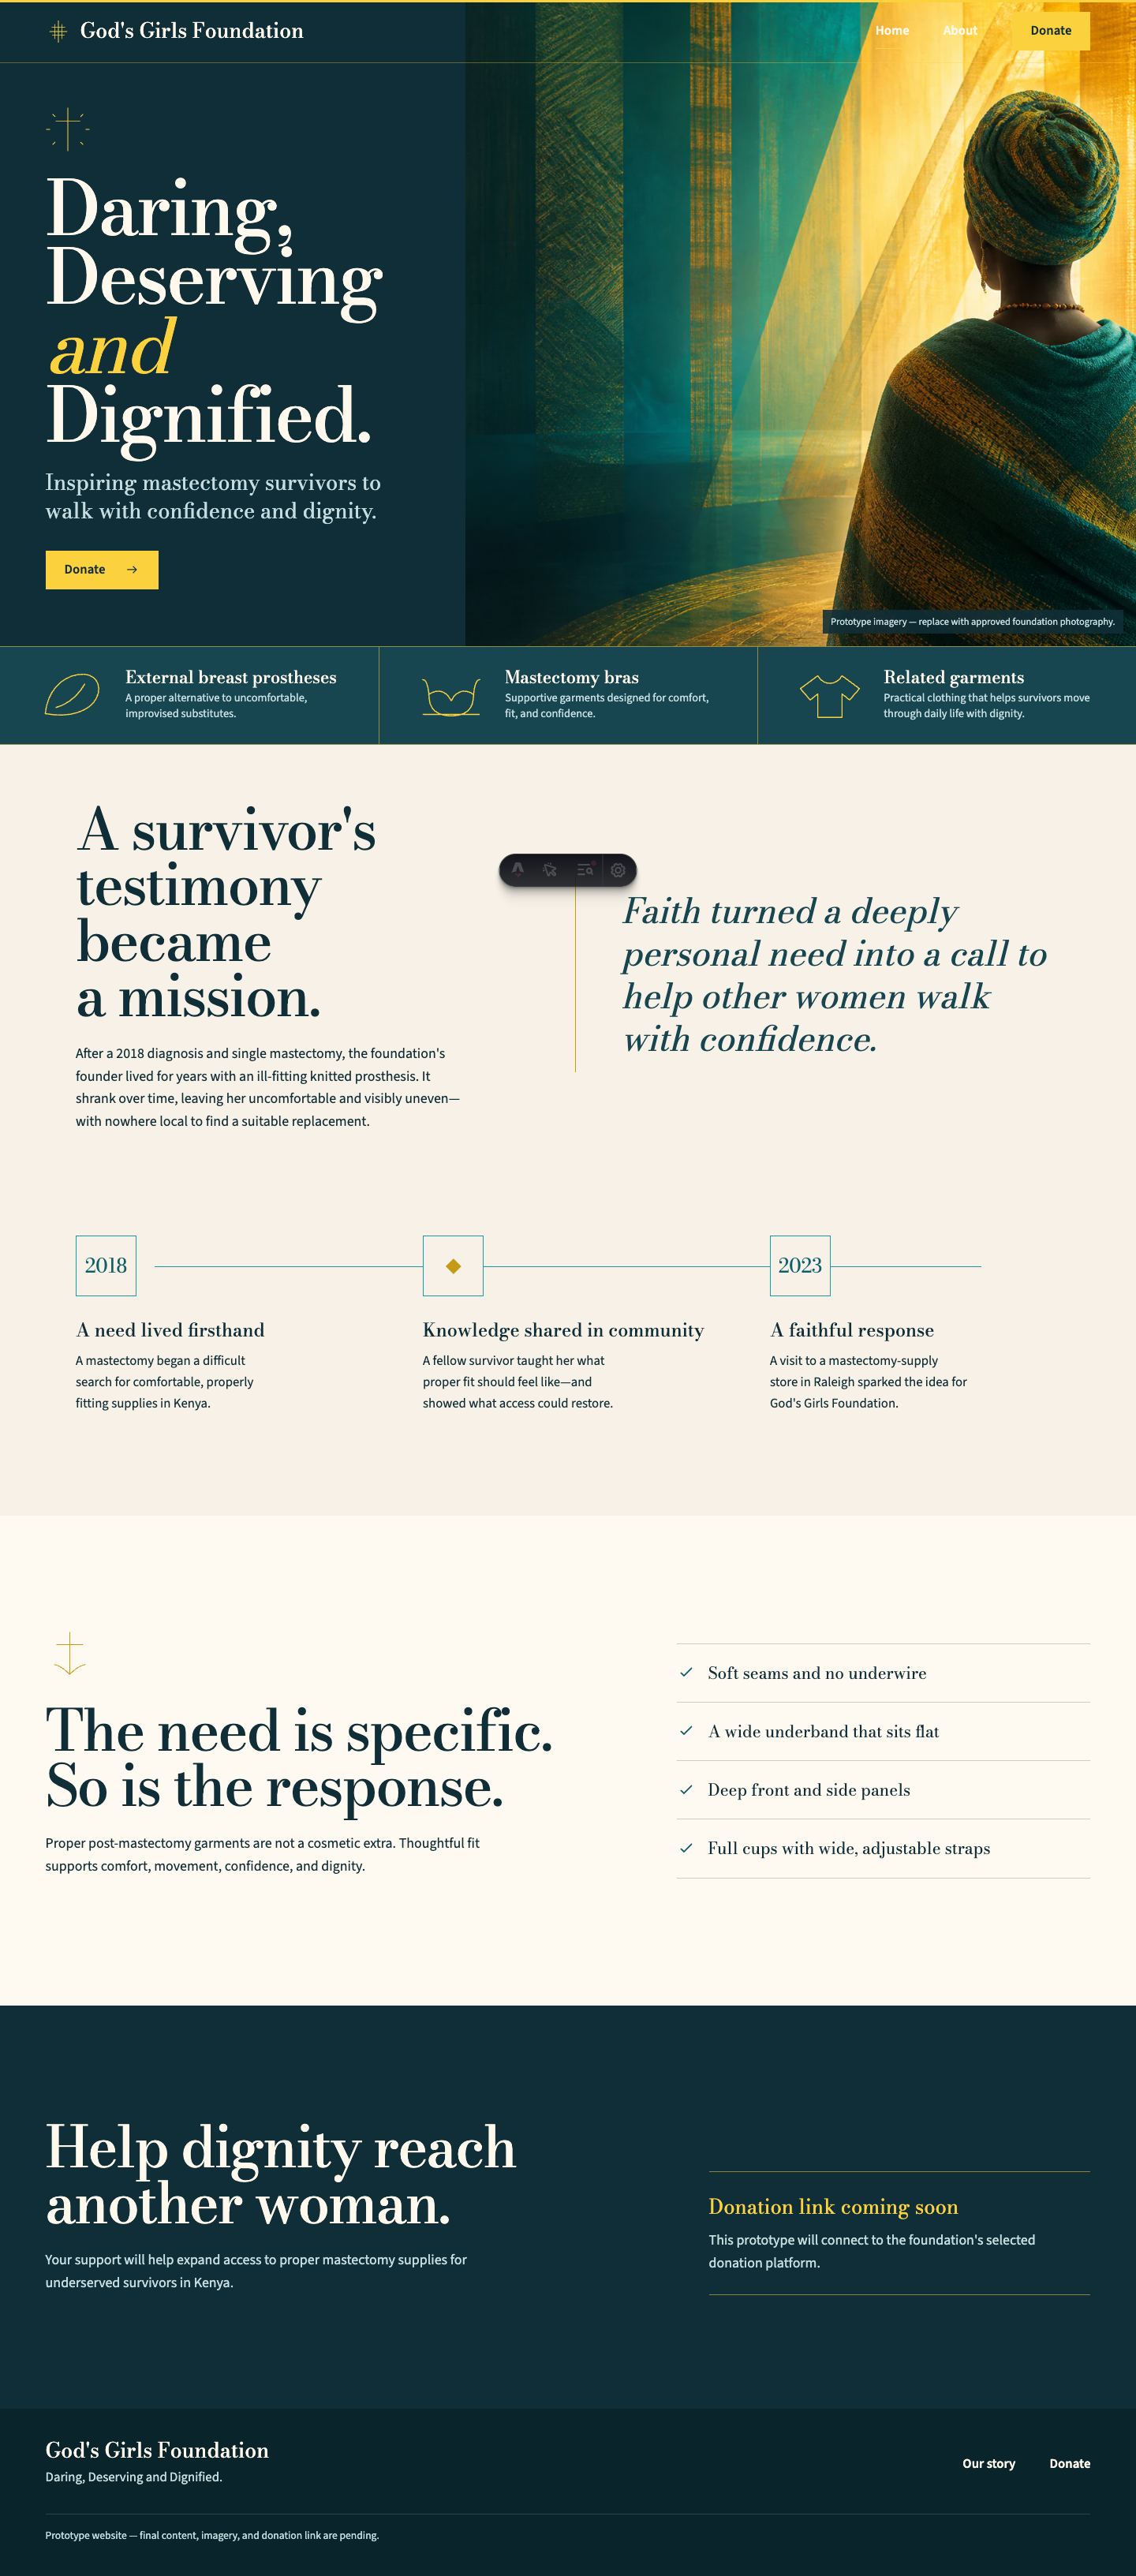 God's Girls Foundation
Home About Donate
Daring,
Deserving
and
Dignified.
Inspiring mastectomy survivors to
walk with confidence and dignity.
Donate →
Prototype imagery — replace with approved foundation photography.
External breast prostheses
A proper alternative to uncomfortable,
improvised substitutes.
Mastectomy bras
Supportive garments designed for comfort,
fit, and confidence.
Related garments
Practical clothing that helps survivors move
through daily life with dignity.
A survivor's
testimony
became
a mission.
After a 2018 diagnosis and single mastectomy, the foundation's
founder lived for years with an ill-fitting knitted prosthesis. It
shrank over time, leaving her uncomfortable and visibly uneven—
with nowhere local to find a suitable replacement.
Faith turned a deeply
personal need into a call to
help other women walk
with confidence.
2018
A need lived firsthand
A mastectomy began a difficult
search for comfortable, properly
fitting supplies in Kenya.
Knowledge shared in community
A fellow survivor taught her what
proper fit should feel like—and
showed what access could restore.
2023
A faithful response
A visit to a mastectomy-supply
store in Raleigh sparked the idea for
God's Girls Foundation.
The need is specific.
So is the response.
Proper post-mastectomy garments are not a cosmetic extra. Thoughtful fit
supports comfort, movement, confidence, and dignity.
Soft seams and no underwire
A wide underband that sits flat
Deep front and side panels
Full cups with wide, adjustable straps
Help dignity reach
another woman.
Your support will help expand access to proper mastectomy supplies for
underserved survivors in Kenya.
Donation link coming soon
This prototype will connect to the foundation's selected
donation platform.
God's Girls Foundation
Daring, Deserving and Dignified.
Our story Donate
Prototype website — final content, imagery, and donation link are pending.